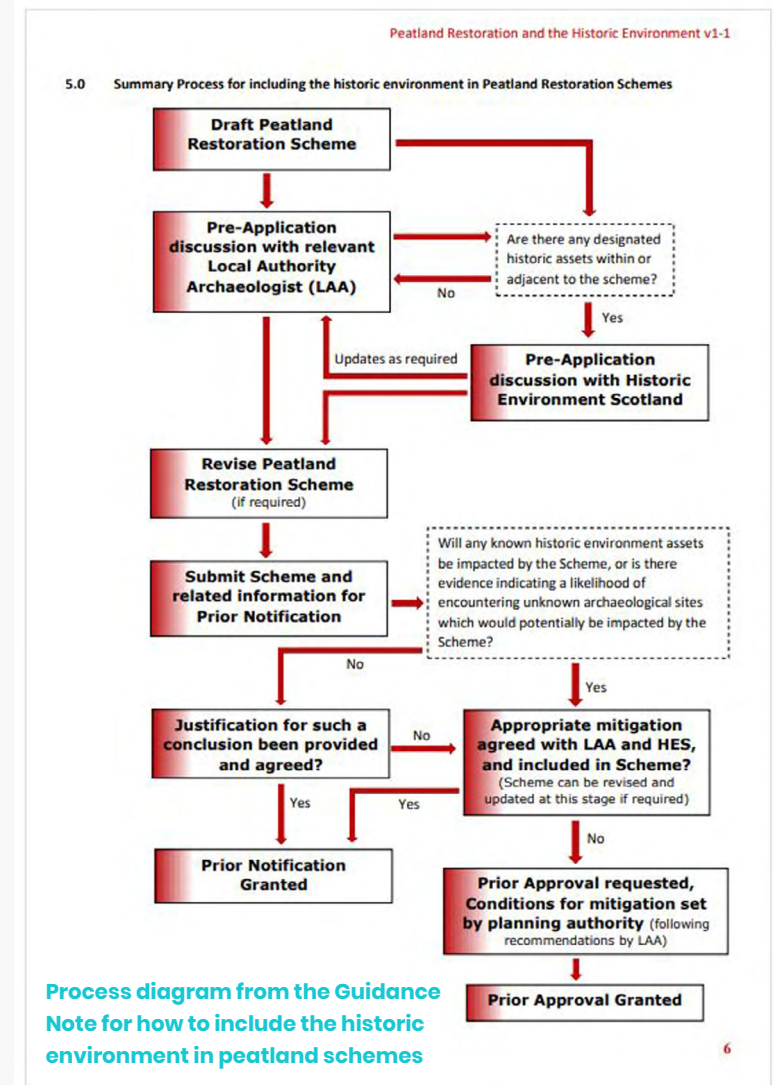 Peatland Restoration and the Historic Environment v1-1
5.0 Summary Process for including the historic environment in Peatland Restoration Schemes
Draft Peatland
Restoration Scheme
Pre-Application
discussion with relevant
Local Authority
Archaeologist (LAA)
Are there any designated
historic assets within or
adjacent to the scheme?
No
Yes
Updates as required
Pre-Application
discussion with Historic
Environment Scotland
Revise Peatland
Restoration Scheme
(if required)
Submit Scheme and
related information for
Prior Notification
Will any known historic environment assets
be impacted by the Scheme, or is there
evidence indicating a likelihood of
encountering unknown archaeological sites
which would potentially be impacted by the
Scheme?
No
Yes
Justification for such a
conclusion been provided
and agreed?
No
Appropriate mitigation
agreed with LAA and HES,
and included in Scheme?
(Scheme can be revised and
updated at this stage if required)
Yes
Yes
No
Prior Notification
Granted
Prior Approval requested,
Conditions for mitigation set
by planning authority (following
recommendations by LAA)
Prior Approval Granted
Process diagram from the Guidance
Note for how to include the historic
environment in peatland schemes
6